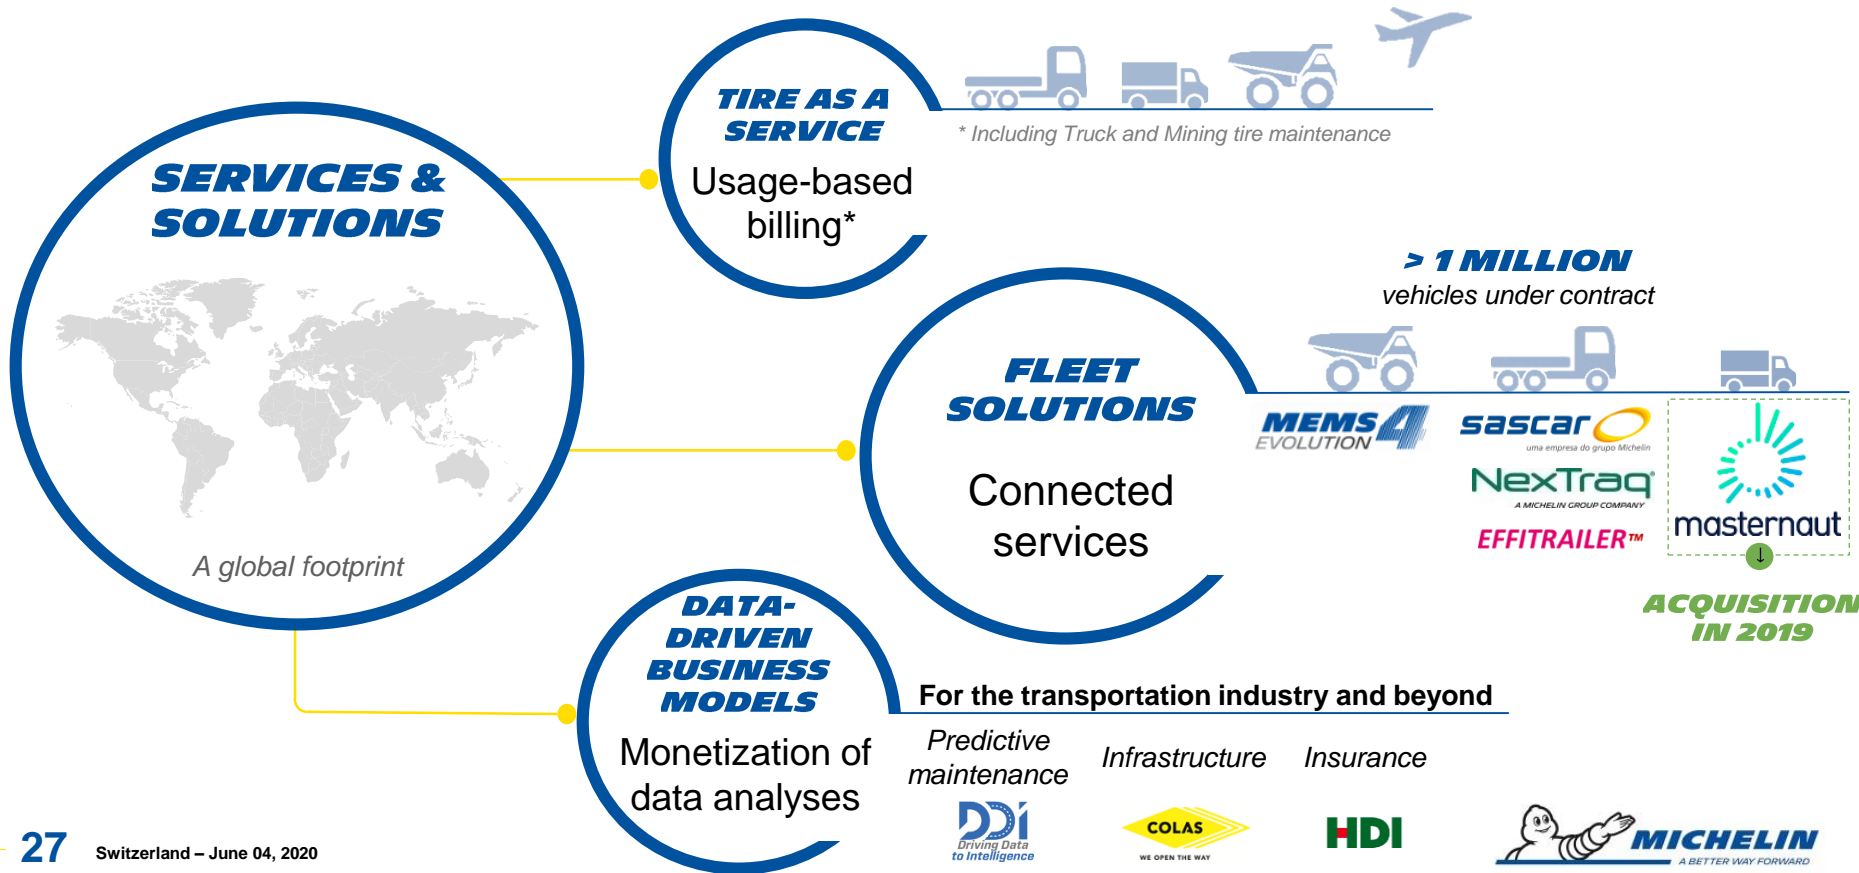 SERVICES &
SOLUTIONS
A global footprint
TIRE AS A
SERVICE
Usage-based
billing*
* Including Truck and Mining tire maintenance
FLEET
SOLUTIONS
Connected
services
> 1 MILLION
vehicles under contract
MEMS 4
EVOLUTION
sascar
uma empresa do grupo Michelin
NexTraq
A MICHELIN GROUP COMPANY
EFFITRAILER™
masternaut
↓
ACQUISITION
IN 2019
DATA-
DRIVEN
BUSINESS
MODELS
Monetization of
data analyses
For the transportation industry and beyond
Predictive
maintenance
DDi
Driving Data
to Intelligence
Infrastructure
COLAS
WE OPEN THE WAY
Insurance
HDI
27
Switzerland – June 04, 2020
MICHELIN
A BETTER WAY FORWARD